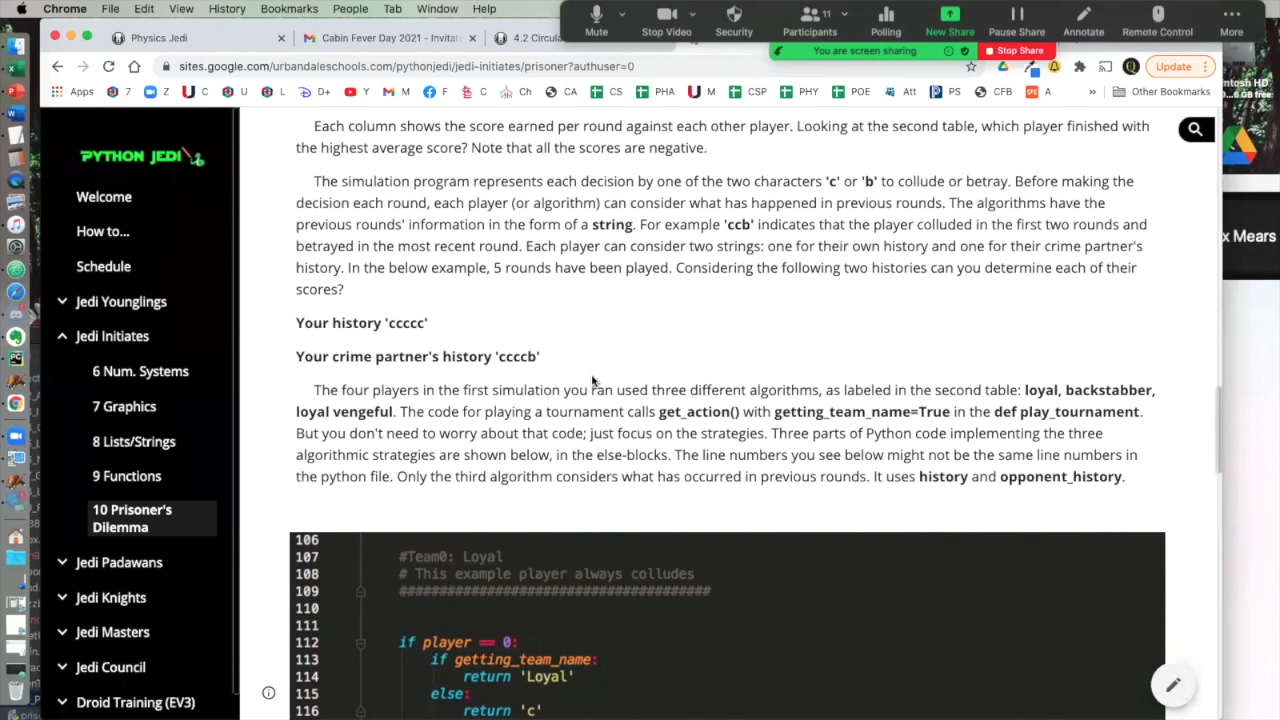 Chrome File Edit View History Bookmarks People Tab Window Help
Mute Stop Video Security Participants 11 Polling New Share Pause Share Annotate Remote Control More
You are screen sharing Stop Share
Physics Jedi
Cabin Fever Day 2021 - Invitati
4.2 Circula
sites.google.com/urbandaleschools.com/pythonjedi/jedi-initiates/prisoner?authuser=0
Update
Apps 7 Z C U L D+ Y M F C CA CS PHA M CSP PHY POE Att PS CFB A » Other Bookmarks
PYTHON JEDI
Welcome
How to...
Schedule
Jedi Younglings
Jedi Initiates
6 Num. Systems
7 Graphics
8 Lists/Strings
9 Functions
10 Prisoner's
Dilemma
Jedi Padawans
Jedi Knights
Jedi Masters
Jedi Council
Droid Training (EV3)
Each column shows the score earned per round against each other player. Looking at the second table, which player finished with
the highest average score? Note that all the scores are negative.
The simulation program represents each decision by one of the two characters 'c' or 'b' to collude or betray. Before making the
decision each round, each player (or algorithm) can consider what has happened in previous rounds. The algorithms have the
previous rounds' information in the form of a string. For example 'ccb' indicates that the player colluded in the first two rounds and
betrayed in the most recent round. Each player can consider two strings: one for their own history and one for their crime partner's
history. In the below example, 5 rounds have been played. Considering the following two histories can you determine each of their
scores?
Your history 'ccccc'
Your crime partner's history 'ccccb'
The four players in the first simulation you ran used three different algorithms, as labeled in the second table: loyal, backstabber,
loyal vengeful. The code for playing a tournament calls get_action() with getting_team_name=True in the def play_tournament.
But you don't need to worry about that code; just focus on the strategies. Three parts of Python code implementing the three
algorithmic strategies are shown below, in the else-blocks. The line numbers you see below might not be the same line numbers in
the python file. Only the third algorithm considers what has occurred in previous rounds. It uses history and opponent_history.
106
107 #Team0: Loyal
108 # This example player always colludes
109 #######################################
110
111
112 if player == 0:
113 if getting_team_name:
114 return 'Loyal'
115 else:
116 return 'c'
x Mears